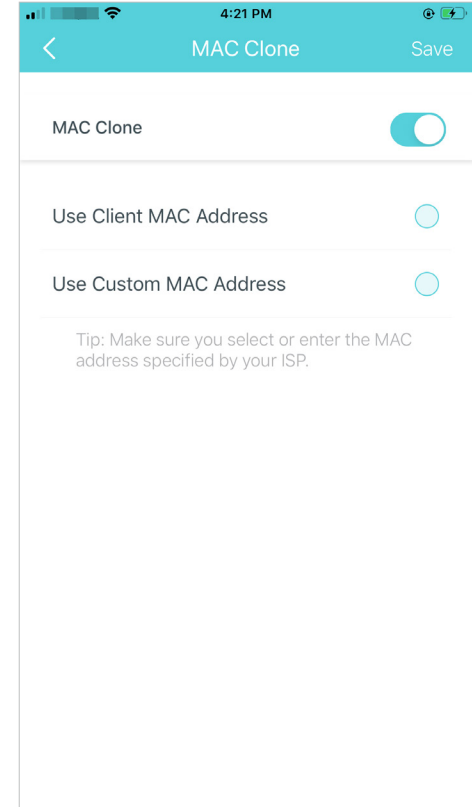 4:21 PM
MAC Clone
Save
MAC Clone
Use Client MAC Address
Use Custom MAC Address
Tip: Make sure you select or enter the MAC
address specified by your ISP.